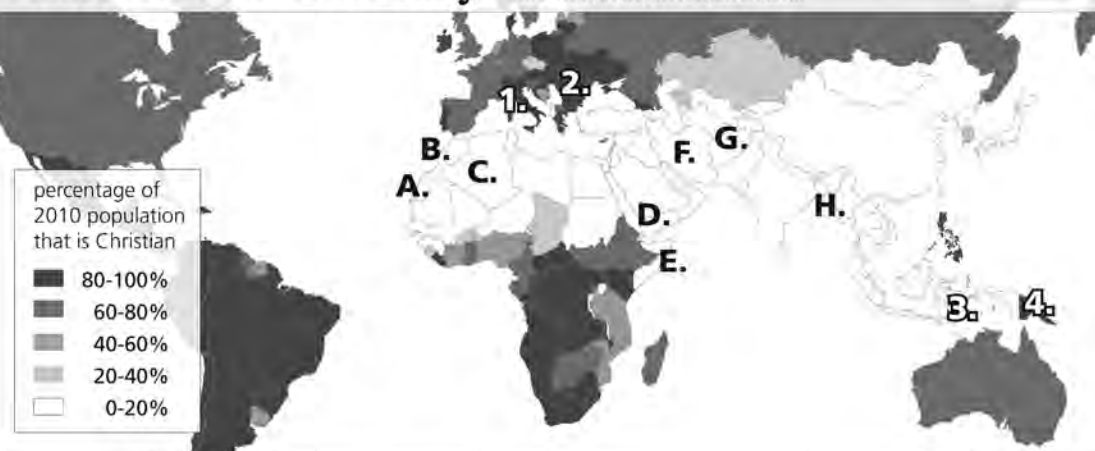 1.
2.
B.
C.
A.
F.
G.
D.
H.
E.
3.
4.
percentage of
2010 population
that is Christian
80-100%
60-80%
40-60%
20-40%
0-20%